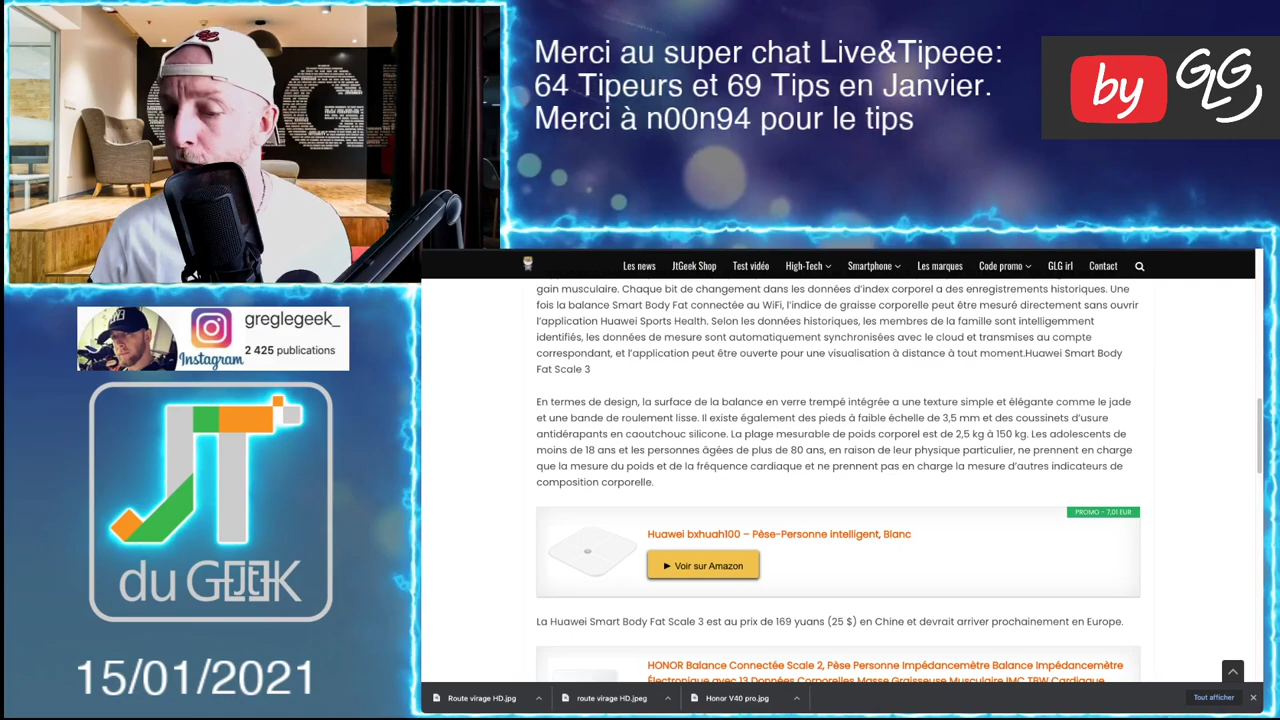 Merci au super chat Live&Tipeee:
64 Tipeurs et 69 Tips en Janvier.
Merci à n00n94 pour le tips
by
GLG
greglegeek_
Instagram
2 425 publications
JT
du GEEK
15/01/2021
Les news
JtGeek Shop
Test vidéo
High-Tech
Smartphone
Les marques
Code promo
GLG irl
Contact
gain musculaire. Chaque bit de changement dans les données d'index corporel a des enregistrements historiques. Une
fois la balance Smart Body Fat connectée au WiFi, l'indice de graisse corporelle peut être mesuré directement sans ouvrir
l'application Huawei Sports Health. Selon les données historiques, les membres de la famille sont intelligemment
identifiés, les données de mesure sont automatiquement synchronisées avec le cloud et transmises au compte
correspondant, et l'application peut être ouverte pour une visualisation à distance à tout moment.Huawei Smart Body
Fat Scale 3
En termes de design, la surface de la balance en verre trempé intégrée a une texture simple et élégante comme le jade
et une bande de roulement lisse. Il existe également des pieds à faible échelle de 3,5 mm et des coussinets d'usure
antidérapants en caoutchouc silicone. La plage mesurable de poids corporel est de 2,5 kg à 150 kg. Les adolescents de
moins de 18 ans et les personnes âgées de plus de 80 ans, en raison de leur physique particulier, ne prennent en charge
que la mesure du poids et de la fréquence cardiaque et ne prennent pas en charge la mesure d'autres indicateurs de
composition corporelle.
PROMO - 7,01 EUR
Huawei bxhuah100 – Pèse-Personne intelligent, Blanc
Voir sur Amazon
La Huawei Smart Body Fat Scale 3 est au prix de 169 yuans (25 $) en Chine et devrait arriver prochainement en Europe.
HONOR Balance Connectée Scale 2, Pèse Personne Impédancemètre Balance Impédancemètre
Électronique avec 13 Données Corporelles Masse Graisseuse Musculaire IMC TBW Cardiaque
Route virage HD.jpg
route virage HD.jpeg
Honor V40 pro.jpg
Tout afficher